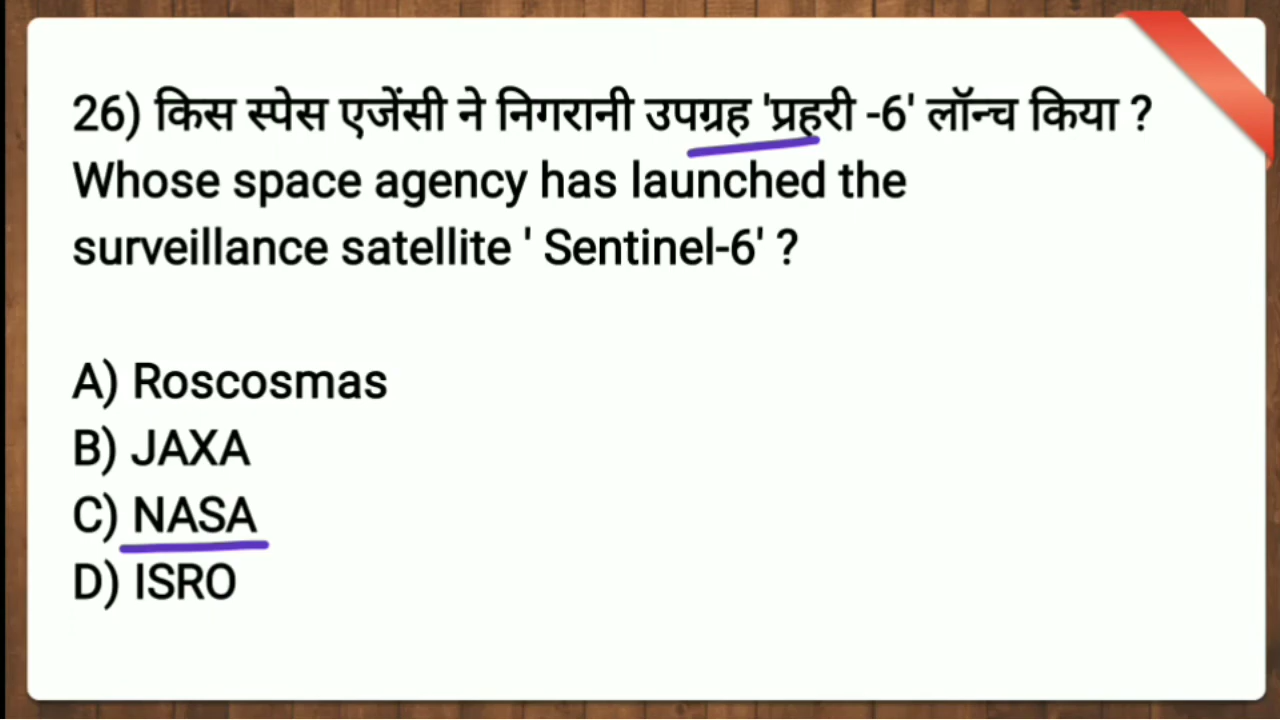 26) किस स्पेस एजेंसी ने निगरानी उपग्रह 'प्रहरी -6' लॉन्च किया ?
Whose space agency has launched the
surveillance satellite ' Sentinel-6' ?
A) Roscosmas
B) JAXA
C) NASA
D) ISRO